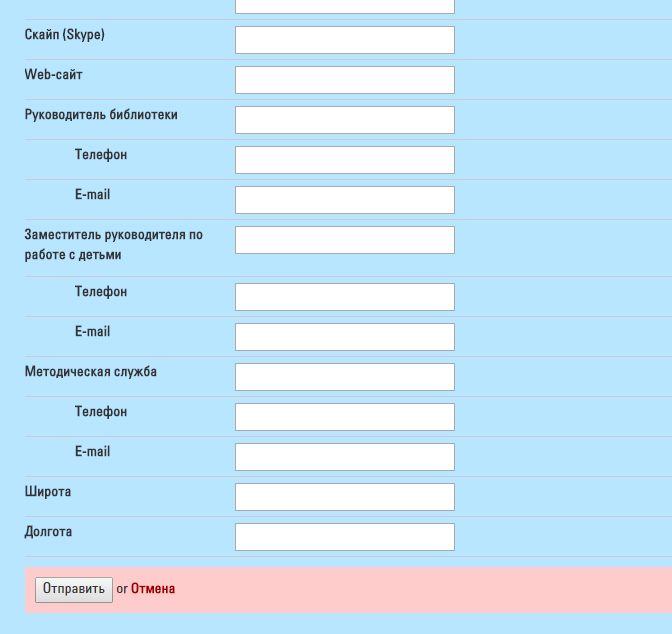 Скайп (Skype)
Web-сайт
Руководитель библиотеки
Телефон
E-mail
Заместитель руководителя по
работе с детьми
Телефон
E-mail
Методическая служба
Телефон
E-mail
Широта
Долгота
Отправить or Отмена